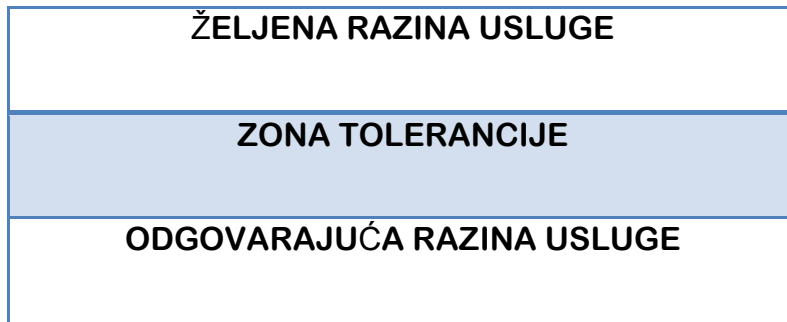 ŽELJENA RAZINA USLUGE
ZONA TOLERANCIJE
ODGOVARAJUĆA RAZINA USLUGE